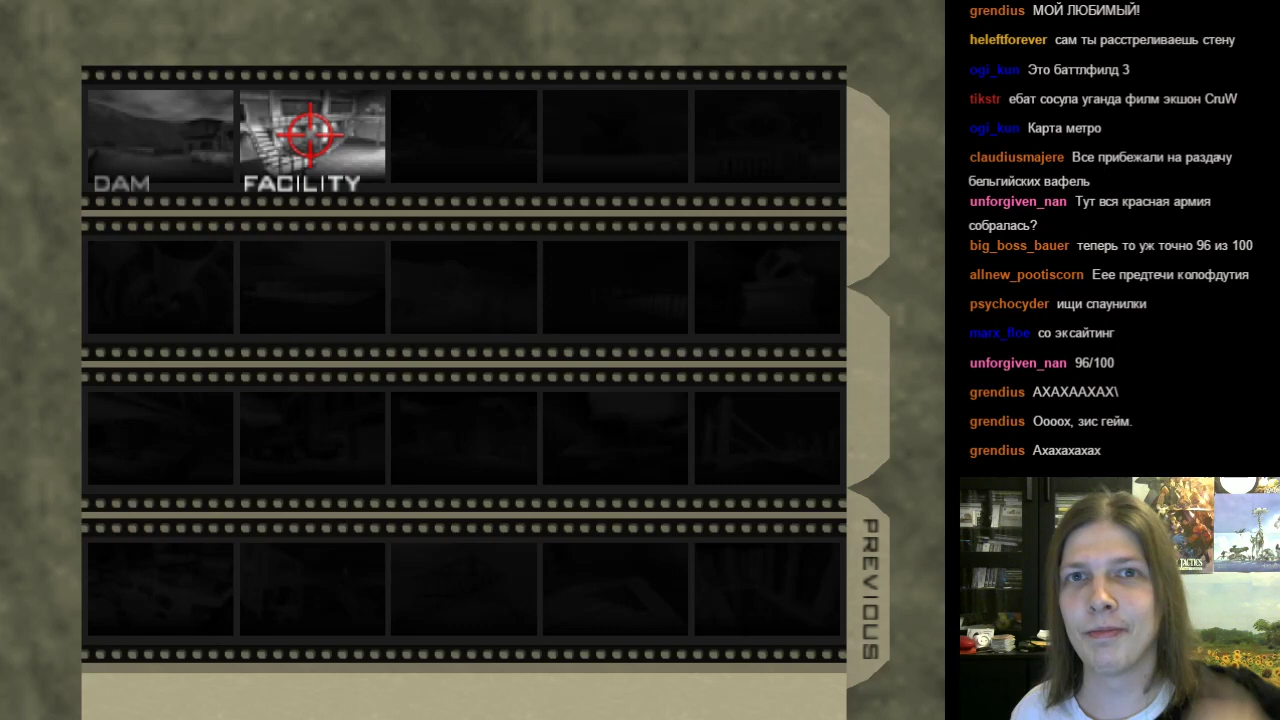 DAM
FACILITY
PREVIOUS
grendius МОЙ ЛЮБИМЫЙ!
heleftforever сам ты расстреливаешь стену
ogi_kun Это баттлфилд 3
tikstr ебат сосула уганда филм экшон CruW
ogi_kun Карта метро
claudiusmajere Все прибежали на раздачу
бельгийских вафель
unforgiven_nan Тут вся красная армия
собралась?
big_boss_bauer теперь то уж точно 96 из 100
allnew_pootiscorn Еее предтечи колофдутия
psychocyder ищи спаунилки
marx_floe со эксайтинг
unforgiven_nan 96/100
grendius АХАХААХАХ\
grendius Оооох, зис гейм.
grendius Ахахахахах
TACTICS